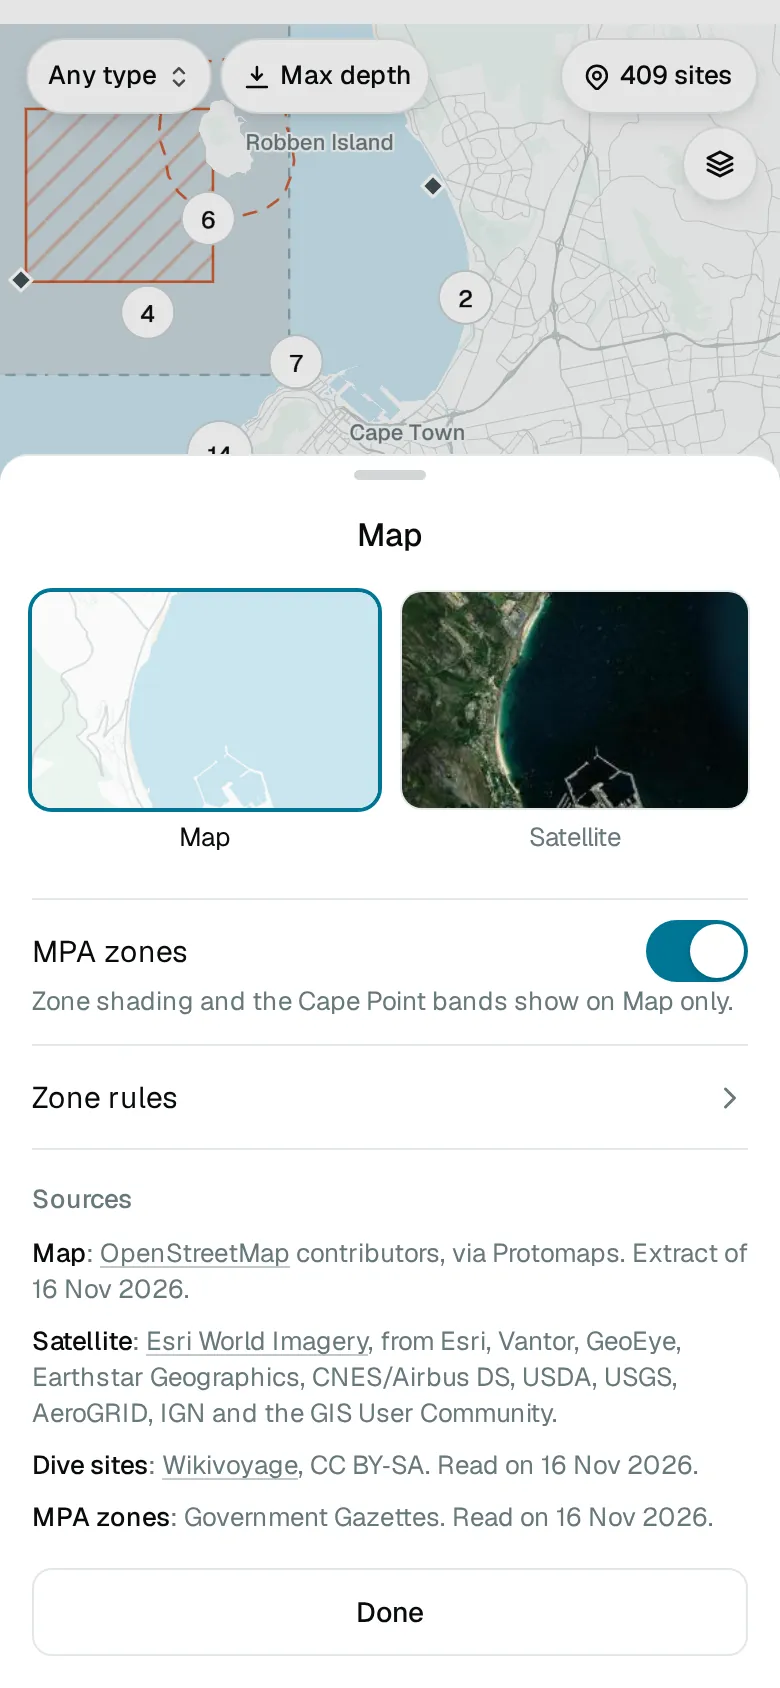 Any type
Max depth
409 sites
Robben Island
6
4
2
7
14
Cape Town
Map
Map
Satellite
MPA zones
Zone shading and the Cape Point bands show on Map only.
Zone rules
Sources
Map: OpenStreetMap contributors, via Protomaps. Extract of
16 Nov 2026.
Satellite: Esri World Imagery, from Esri, Vantor, GeoEye,
Earthstar Geographics, CNES/Airbus DS, USDA, USGS,
AeroGRID, IGN and the GIS User Community.
Dive sites: Wikivoyage, CC BY-SA. Read on 16 Nov 2026.
MPA zones: Government Gazettes. Read on 16 Nov 2026.
Done